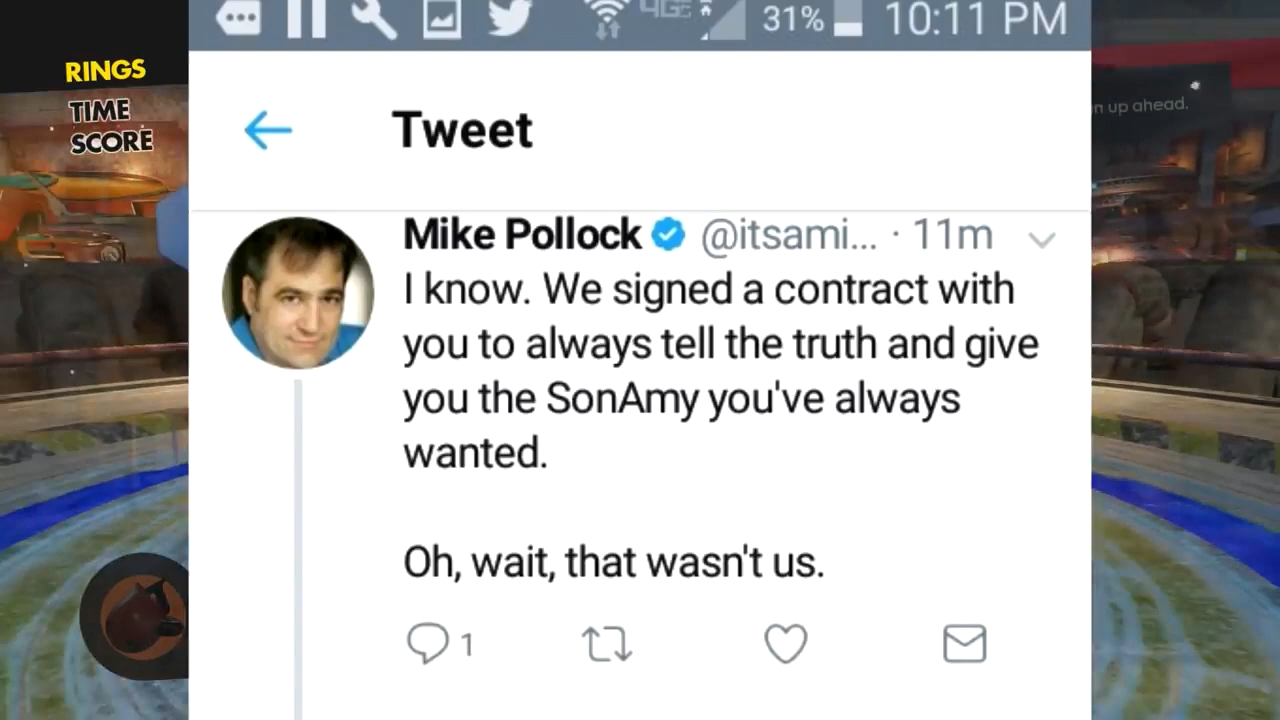 31% 10:11 PM
RINGS
TIME
SCORE
n up ahead.
Tweet
Mike Pollock @itsami... · 11m
I know. We signed a contract with
you to always tell the truth and give
you the SonAmy you've always
wanted.
Oh, wait, that wasn't us.
1